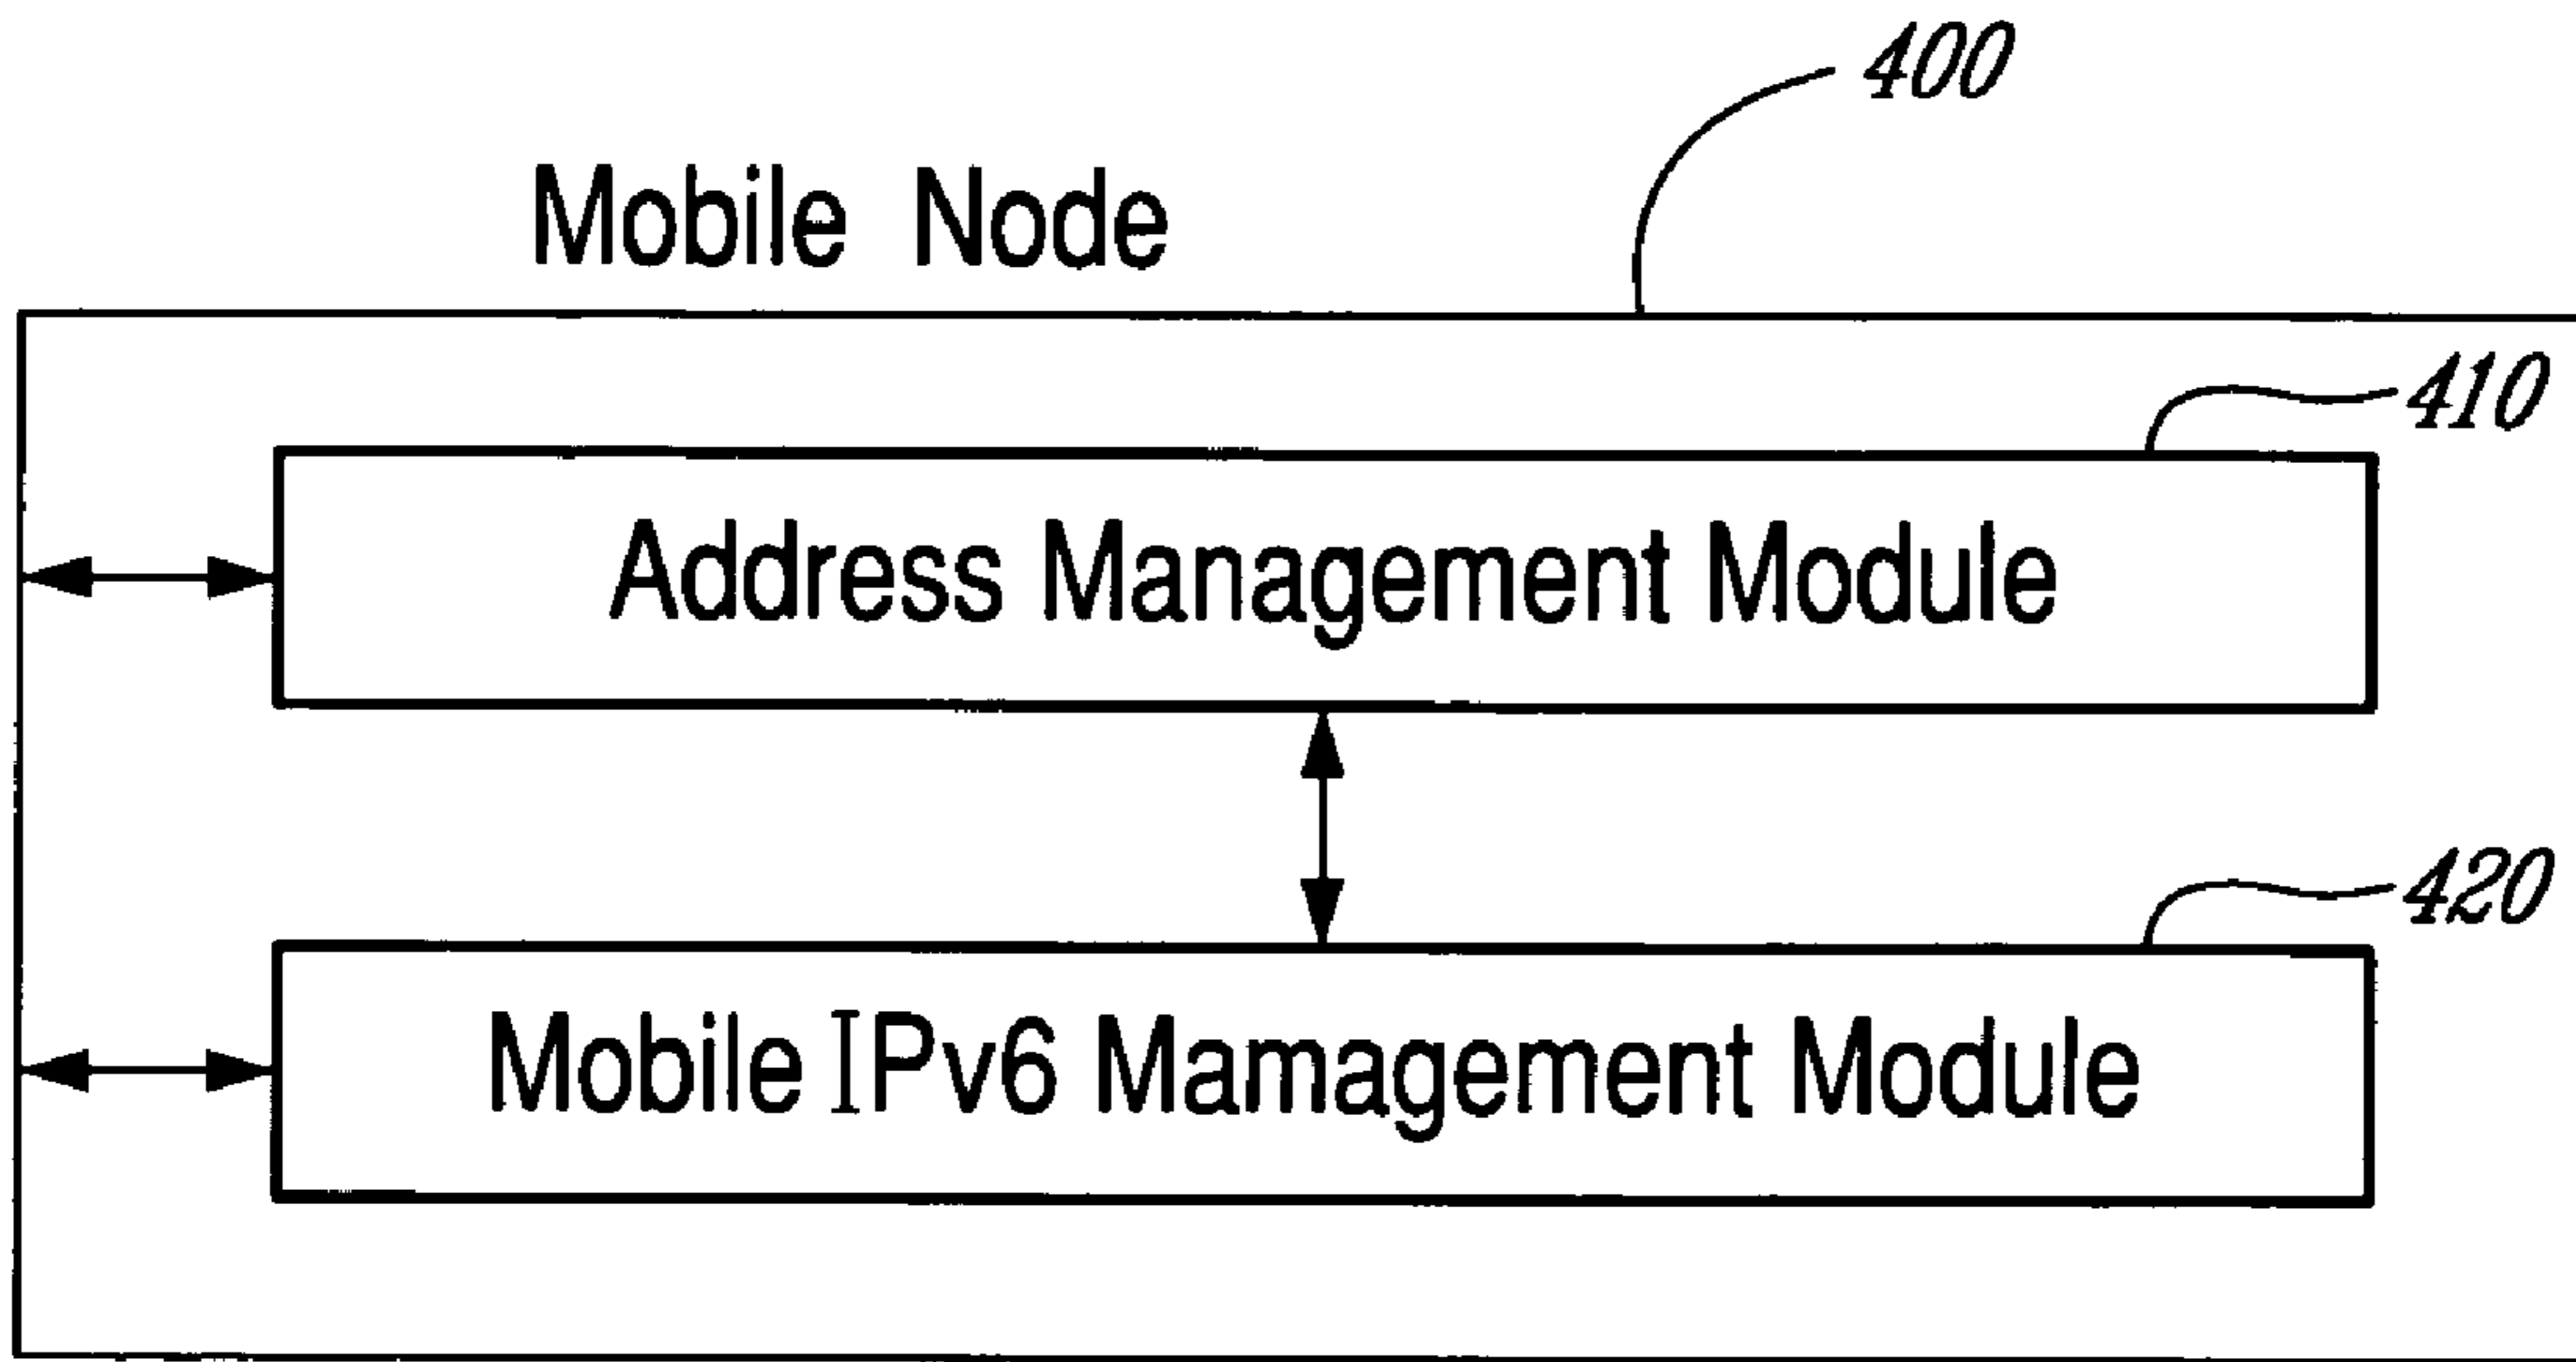 400
Mobile Node
410
Address Management Module
420
Mobile IPv6 Mamagement Module